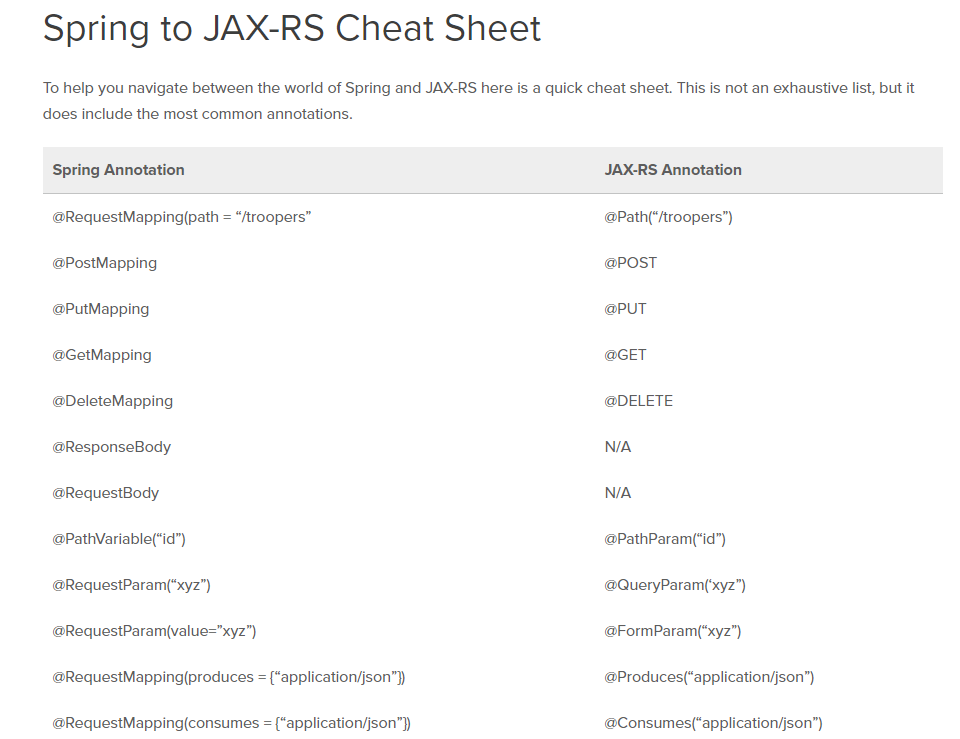 Spring to JAX-RS Cheat Sheet
To help you navigate between the world of Spring and JAX-RS here is a quick cheat sheet. This is not an exhaustive list, but it
does include the most common annotations.
Spring Annotation JAX-RS Annotation
@RequestMapping(path = “/troopers” @Path(“/troopers”)
@PostMapping @POST
@PutMapping @PUT
@GetMapping @GET
@DeleteMapping @DELETE
@ResponseBody N/A
@RequestBody N/A
@PathVariable(“id”) @PathParam(“id”)
@RequestParam(“xyz”) @QueryParam(‘xyz”)
@RequestParam(value=”xyz”) @FormParam(“xyz”)
@RequestMapping(produces = {“application/json”}) @Produces(“application/json”)
@RequestMapping(consumes = {“application/json”}) @Consumes(“application/json”)